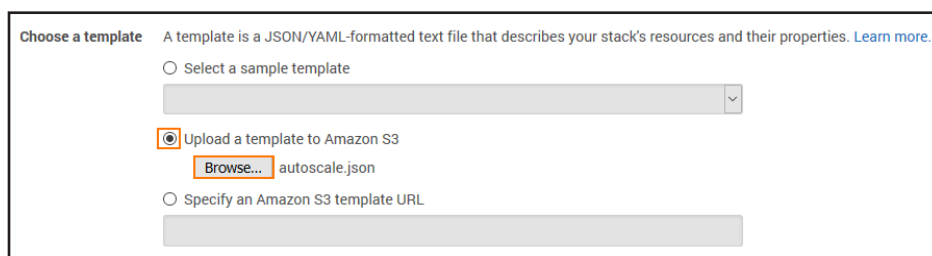 Choose a template A template is a JSON/YAML-formatted text file that describes your stack's resources and their properties. Learn more.
Select a sample template
Upload a template to Amazon S3
Browse... autoscale.json
Specify an Amazon S3 template URL